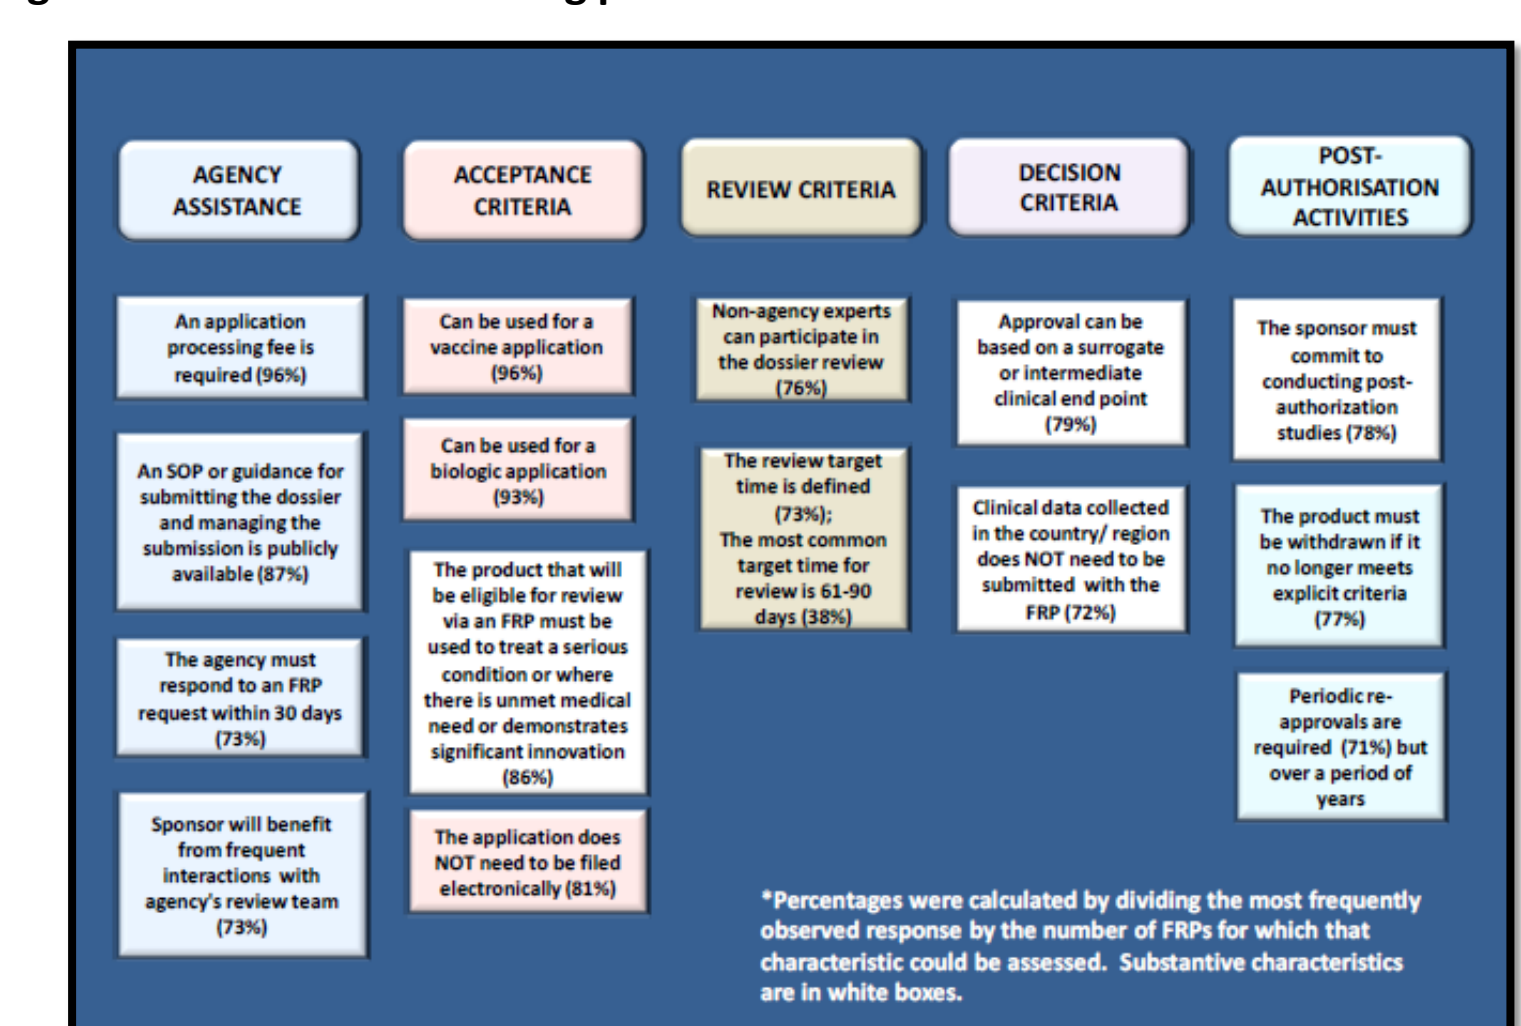 AGENCY
ASSISTANCE
ACCEPTANCE
CRITERIA
REVIEW CRITERIA
DECISION
CRITERIA
POST-
AUTHORISATION
ACTIVITIES
An application
processing fee is
required (96%)
An SOP or guidance for
submitting the dossier
and managing the
submission is publicly
available (87%)
The agency must
respond to an FRP
request within 30 days
(73%)
Sponsor will benefit
from frequent
interactions with
agency's review team
(73%)
Can be used for a
vaccine application
(96%)
Can be used for a
biologic application
(93%)
The product that will
be eligible for review
via an FRP must be
used to treat a serious
condition or where
there is unmet medical
need or demonstrates
significant innovation
(86%)
The application does
NOT need to be filed
electronically (81%)
Non-agency experts
can participate in
the dossier review
(76%)
The review target
time is defined
(73%);
The most common
target time for
review is 61-90
days (38%)
Approval can be
based on a surrogate
or intermediate
clinical end point
(79%)
Clinical data collected
in the country/ region
does NOT need to be
submitted with the
FRP (72%)
The sponsor must
commit to
conducting post-
authorization
studies (78%)
The product must
be withdrawn if it
no longer meets
explicit criteria
(77%)
Periodic re-
approvals are
required (71%) but
over a period of
years
*Percentages were calculated by dividing the most frequently
observed response by the number of FRPs for which that
characteristic could be assessed. Substantive characteristics
are in white boxes.